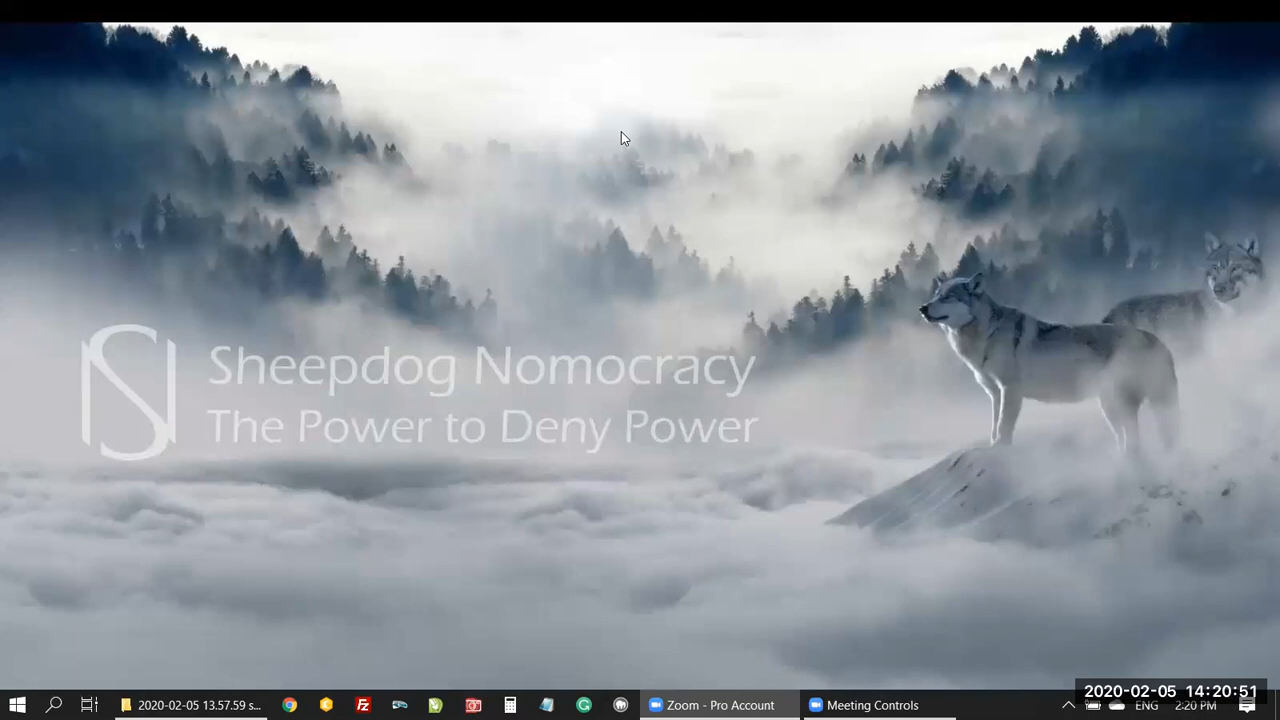 Sheepdog Nomocracy
The Power to Deny Power
2020-02-05 13.57.59 s...
Zoom - Pro Account
Meeting Controls
2020-02-05 14:20:51
ENG
2:20 PM